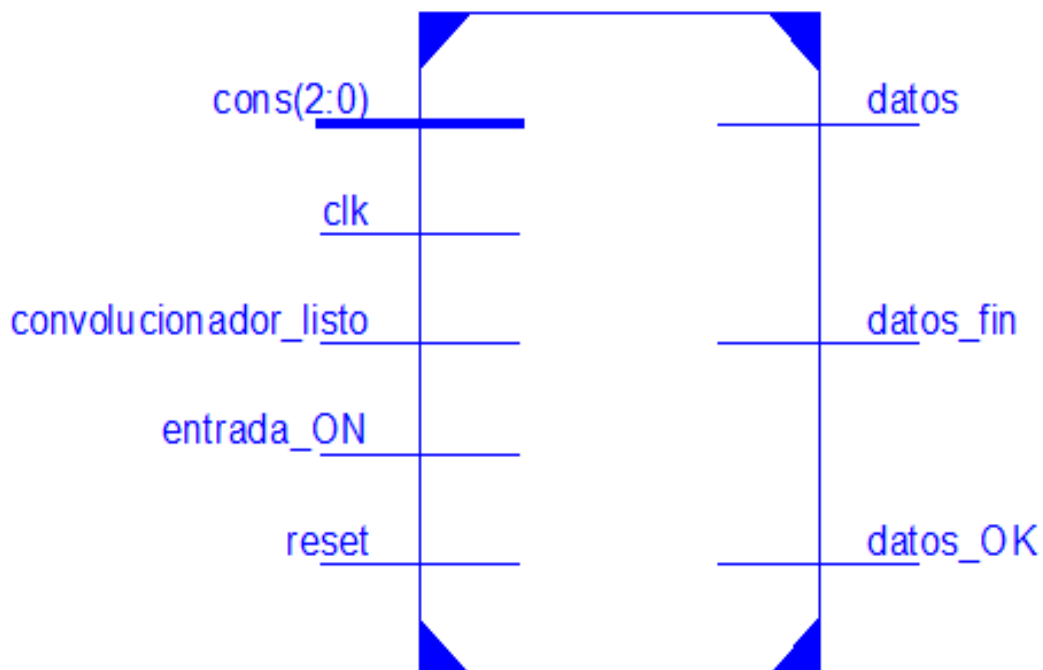 cons(2:0)
datos
clk
convolucionador_listo
datos_fin
entrada_ON
reset
datos_OK